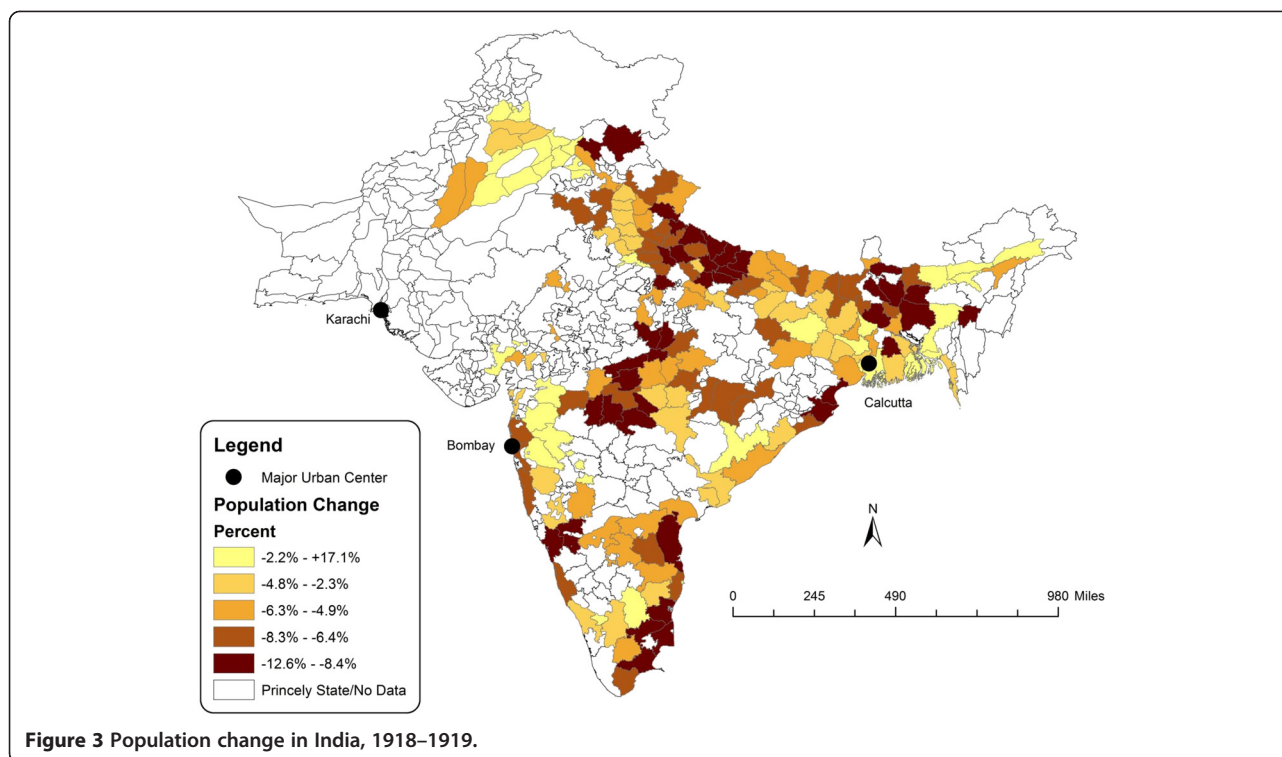 Karachi
Calcutta
Bombay
Legend
Major Urban Center
Population Change
Percent
-2.2% - +17.1%
-4.8% - -2.3%
-6.3% - -4.9%
-8.3% - -6.4%
-12.6% - -8.4%
Princely State/No Data
N
0 245 490 980 Miles
Figure 3 Population change in India, 1918–1919.